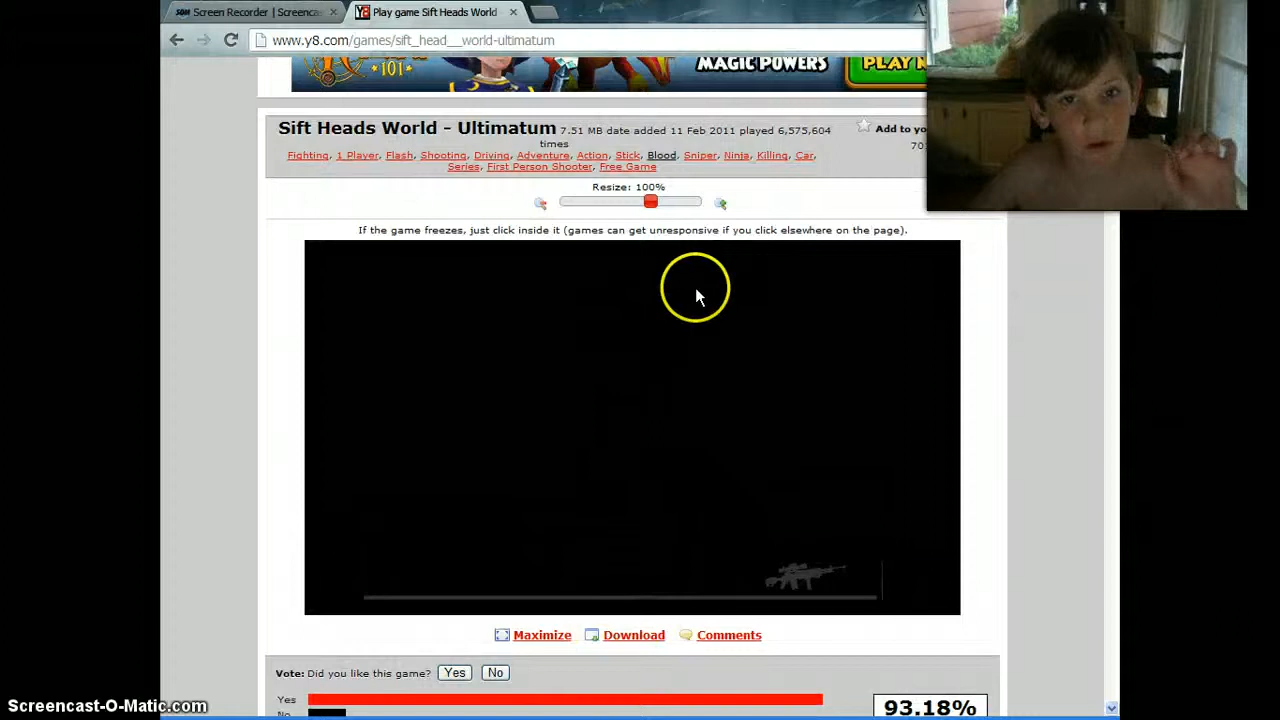 Screen Recorder | Screencas
Play game Sift Heads World
www.y8.com/games/sift_head__world-ultimatum
101
MAGIC POWERS
PLAY
Sift Heads World - Ultimatum 7.51 MB date added 11 Feb 2011 played 6,575,604
times
Add to yo
70
Fighting, 1 Player, Flash, Shooting, Driving, Adventure, Action, Stick, Blood, Sniper, Ninja, Killing, Car,
Series, First Person Shooter, Free Game
Resize: 100%
If the game freezes, just click inside it (games can get unresponsive if you click elsewhere on the page).
Maximize Download Comments
Vote: Did you like this game? Yes No
Yes
No
93.18%
Screencast-O-Matic.com